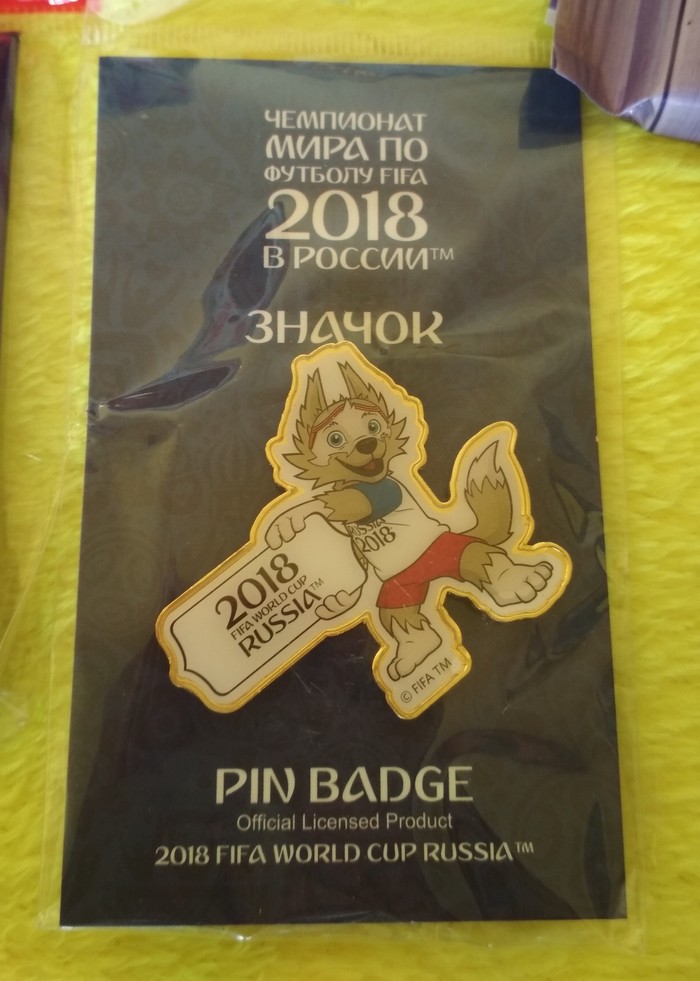 ЧЕМПИОНАТ
МИРА ПО
ФУТБОЛУ FIFA
2018
В РОССИИ™
ЗНАЧОК
RUSSIA
2018
2018
FIFA WORLD CUP
RUSSIA™
© FIFA TM
PIN BADGE
Official Licensed Product
2018 FIFA WORLD CUP RUSSIA™